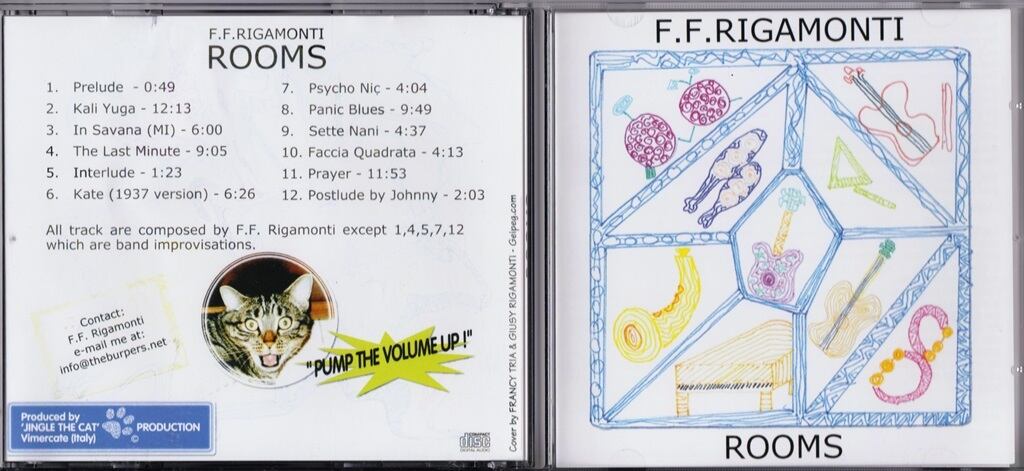 F.F.RIGAMONTI
ROOMS
1. Prelude - 0:49
2. Kali Yuga - 12:13
3. In Savana (MI) - 6:00
4. The Last Minute - 9:05
5. Interlude - 1:23
6. Kate (1937 version) - 6:26
7. Psycho Niç - 4:04
8. Panic Blues - 9:49
9. Sette Nani - 4:37
10. Faccia Quadrata - 4:13
11. Prayer - 11:53
12. Postlude by Johnny - 2:03
All track are composed by F.F. Rigamonti except 1,4,5,7,12
which are band improvisations.
Contact:
F.F. Rigamonti
e-mail me at:
info@theburpers.net
"PUMP THE VOLUME UP !"
Produced by
'JINGLE THE CAT' PRODUCTION
Vimercate (Italy)
COMPACT
disc
DIGITAL AUDIO
Cover by FRANCY TRIA & GIUSY RIGAMONTI - Gelpeg.com
F.F.RIGAMONTI
ROOMS